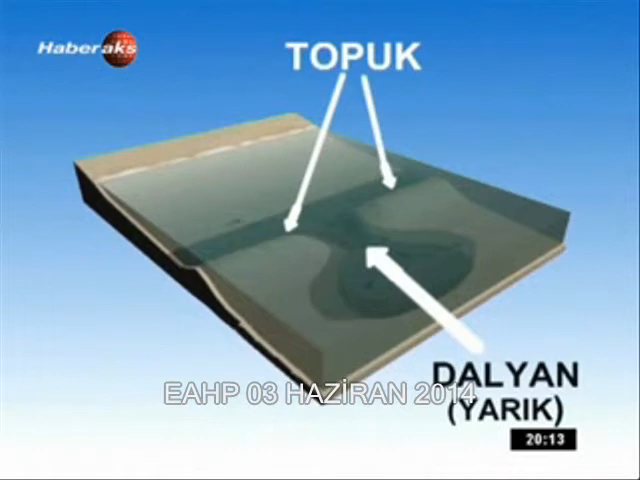 Haberaks
TOPUK
DALYAN
(YARIK)
EAHP 03 HAZİRAN 2014
20:13